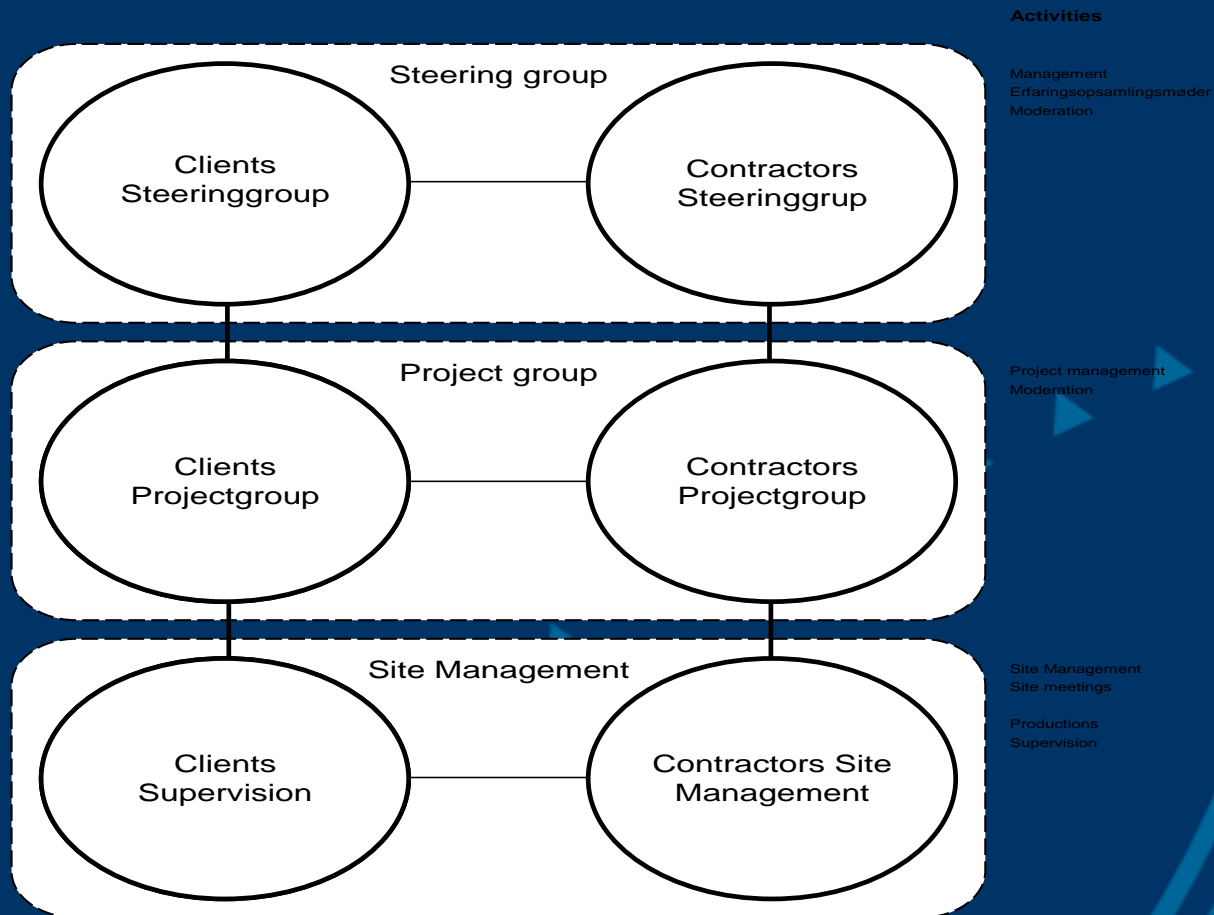 Activities
Steering group
Management
Erfaringsopsamlingsmøder
Moderation
Clients
Steeringgroup
Contractors
Steeringgrup
Project group
Project management
Moderation
Clients
Projectgroup
Contractors
Projectgroup
Site Management
Site Management
Site meetings
Productions
Supervision
Clients
Supervision
Contractors Site
Management